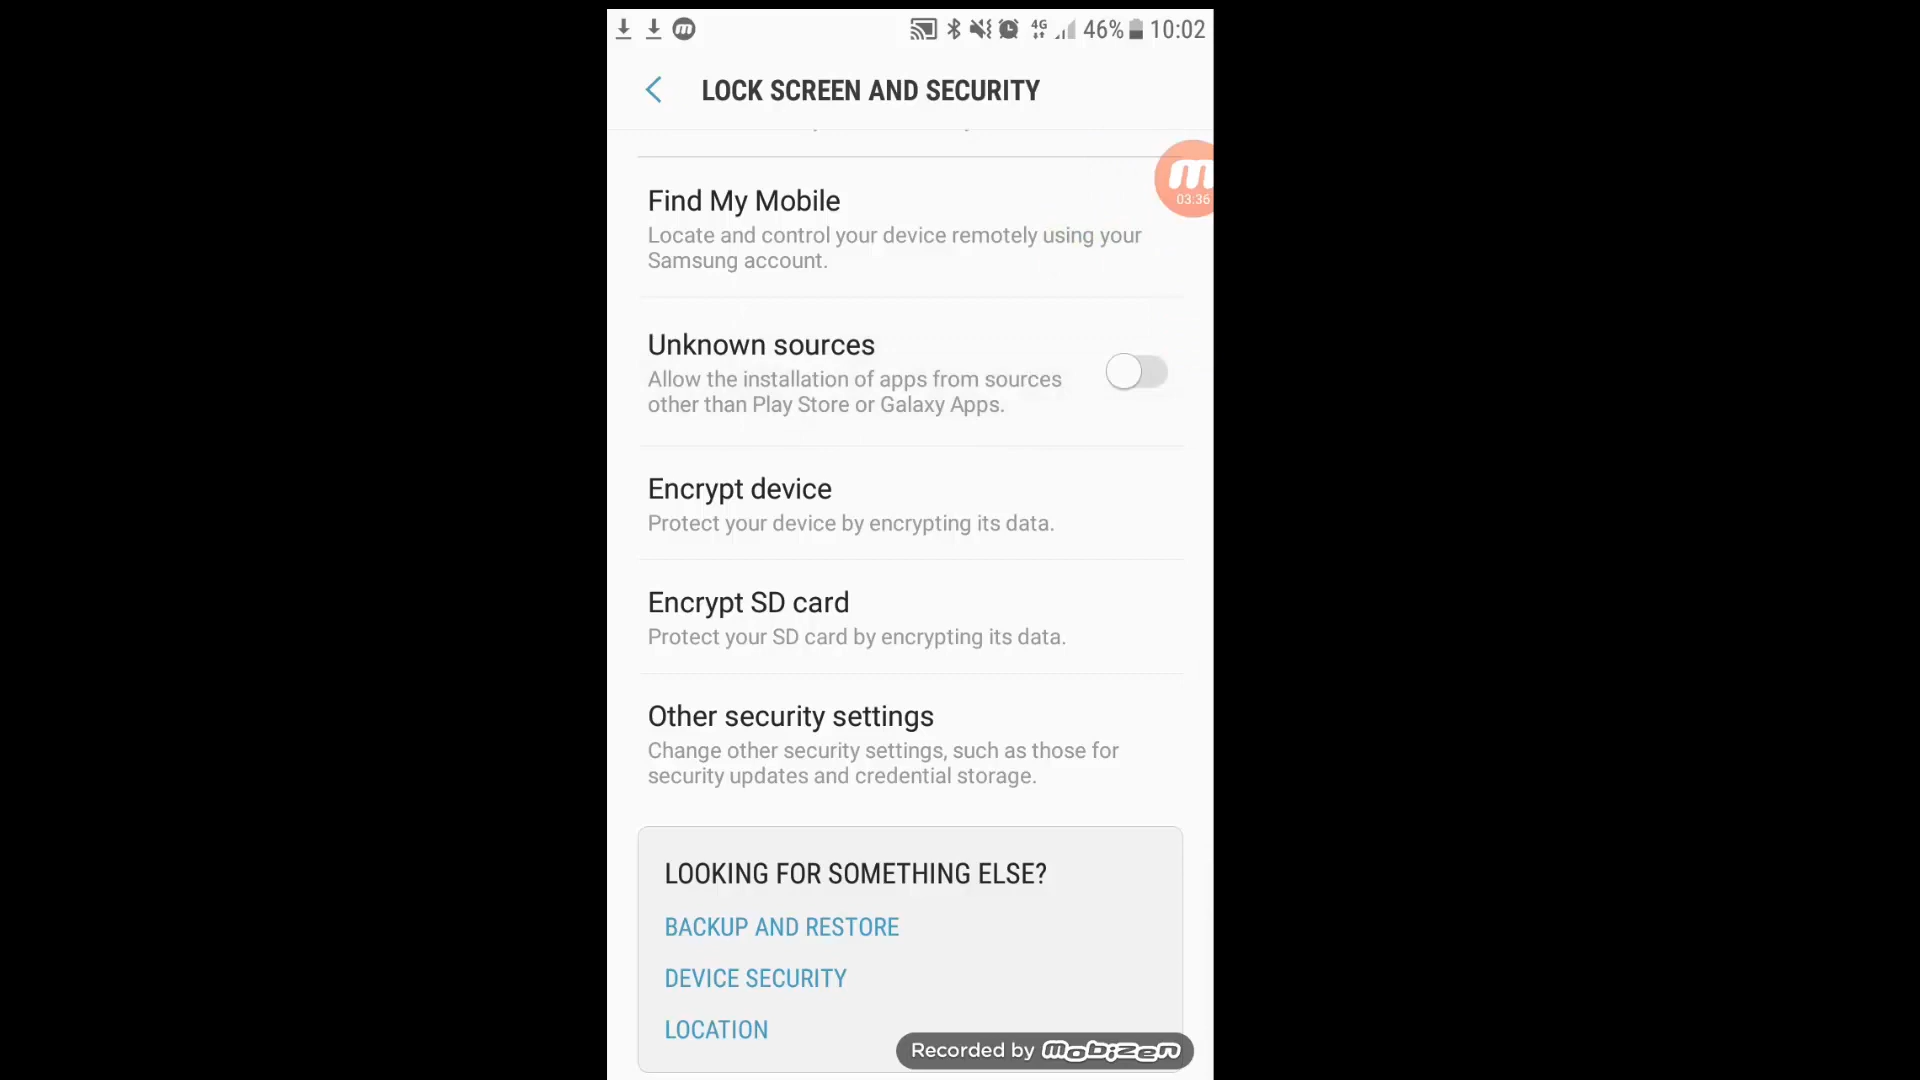 4G 46% 10:02
LOCK SCREEN AND SECURITY
m
03:36
Find My Mobile
Locate and control your device remotely using your
Samsung account.
Unknown sources
Allow the installation of apps from sources
other than Play Store or Galaxy Apps.
Encrypt device
Protect your device by encrypting its data.
Encrypt SD card
Protect your SD card by encrypting its data.
Other security settings
Change other security settings, such as those for
security updates and credential storage.
LOOKING FOR SOMETHING ELSE?
BACKUP AND RESTORE
DEVICE SECURITY
LOCATION
Recorded by mobizen